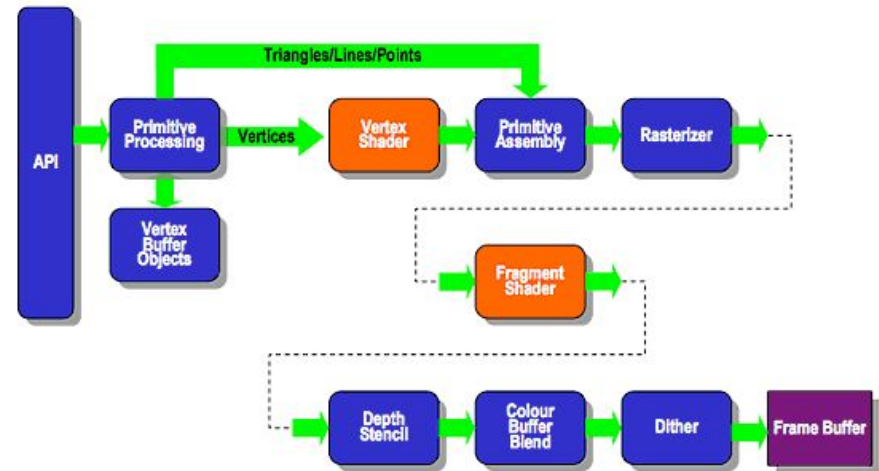 Triangles/Lines/Points
API
Primitive
Processing
Vertices
Vertex
Shader
Primitive
Assembly
Rasterizer
Vertex
Buffer
Objects
Fragment
Shader
Depth
Stencil
Colour
Buffer
Blend
Dither
Frame Buffer